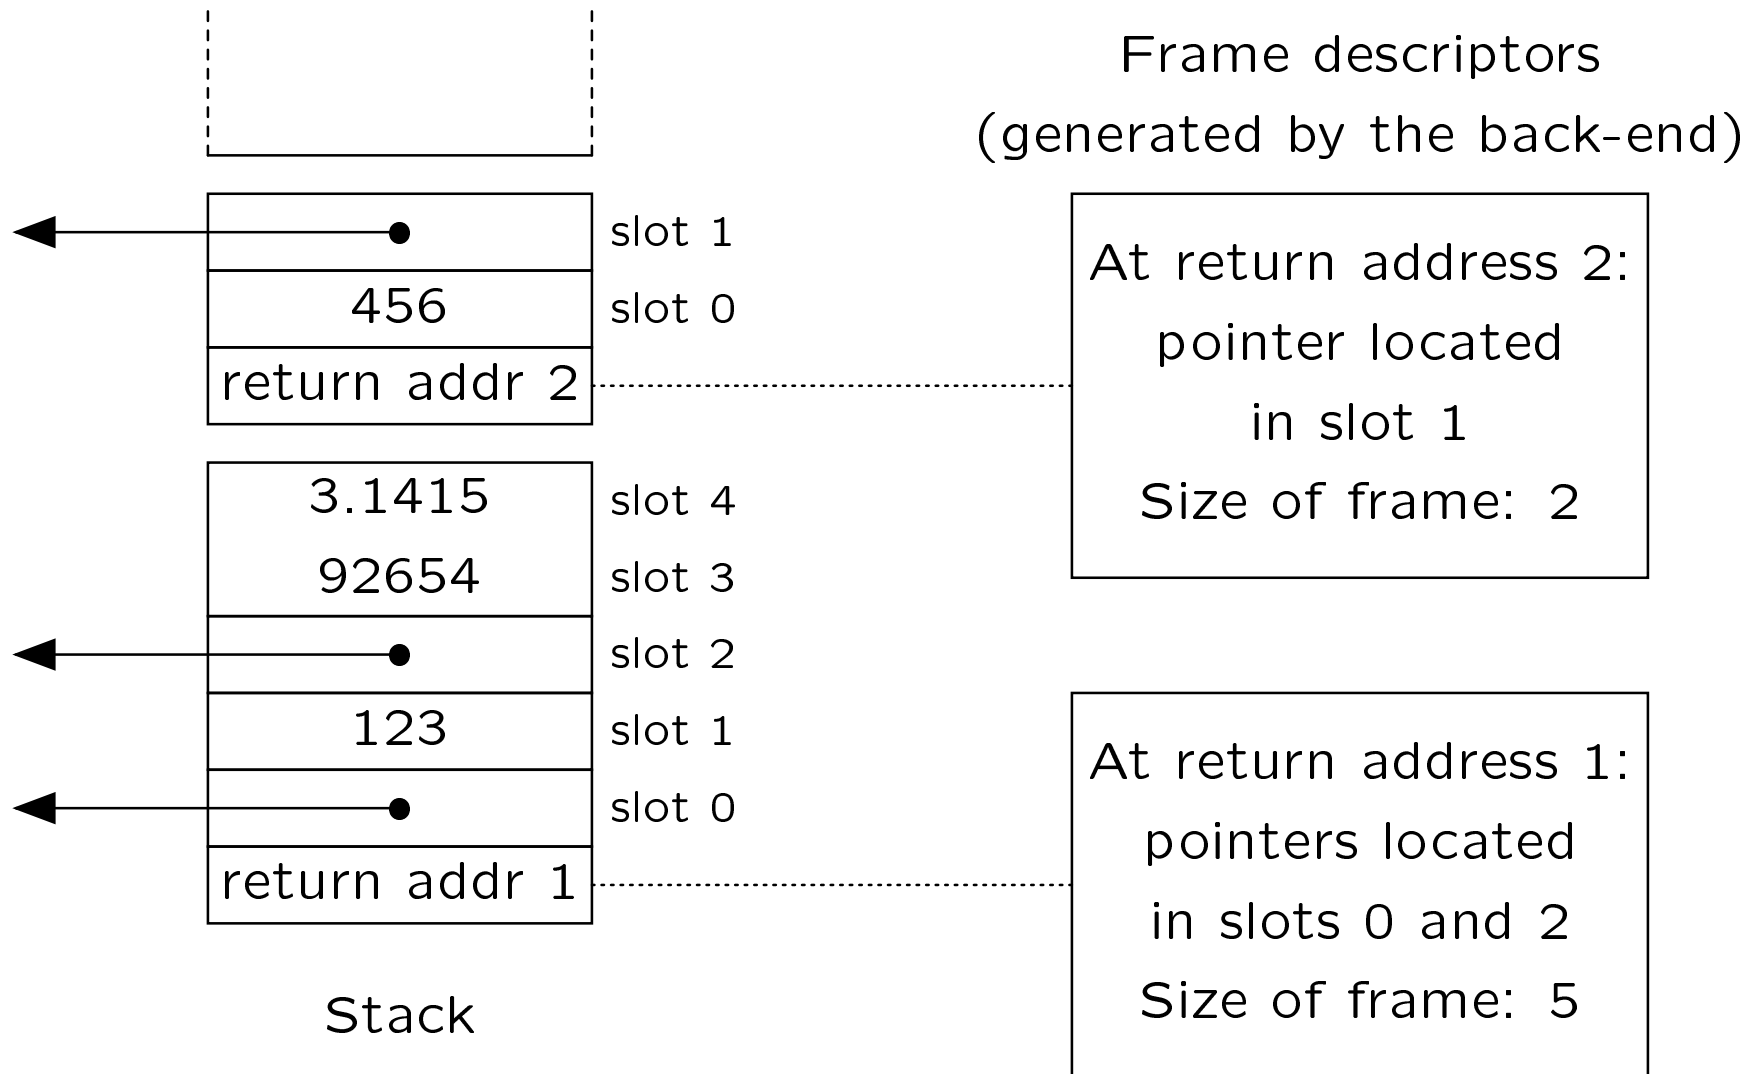 Frame descriptors
(generated by the back-end)
slot 1
456
slot 0
return addr 2
3.1415
slot 4
92654
slot 3
slot 2
123
slot 1
slot 0
return addr 1
Stack
At return address 2:
pointer located
in slot 1
Size of frame: 2
At return address 1:
pointers located
in slots 0 and 2
Size of frame: 5